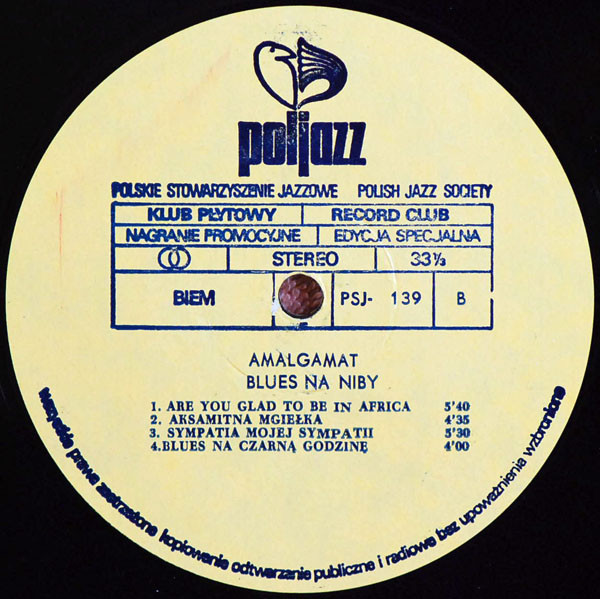 poljazz
POLSKIE STOWARZYSZENIE JAZZOWE POLISH JAZZ SOCIETY
KLUB PŁYTOWY RECORD CLUB
NAGRANIE PROMOCYJNE EDYCJA SPECJALNA
STEREO 33⅓
BIEM PSJ- 139 B
AMALGAMAT
BLUES NA NIBY
1. ARE YOU GLAD TO BE IN AFRICA 5'40
2. AKSAMITNA MGIEŁKA 4'35
3. SYMPATIA MOJEJ SYMPATII 5'30
4.BLUES NA CZARNĄ GODZINĘ 4'00
wszystkie prawa zastrzeżone kopiowanie odtwarzanie publiczne i radiowe bez upoważnienia wzbronione